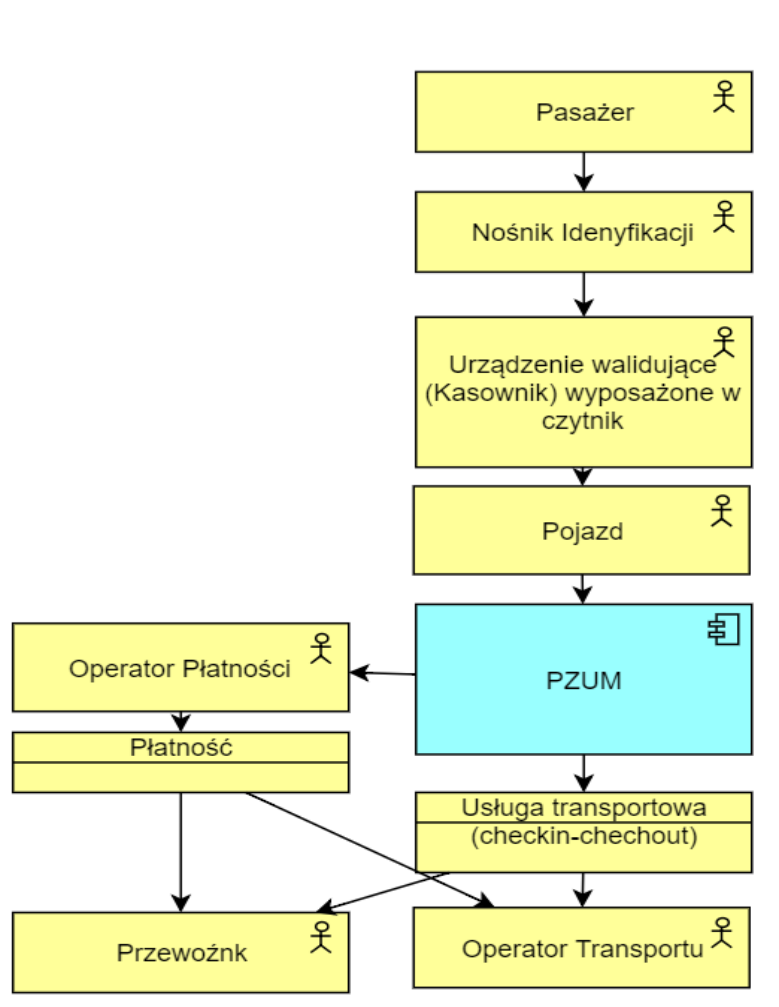 Pasażer
Nośnik Idenyfikacji
Urządzenie walidujące
(Kasownik) wyposażone w
czytnik
Pojazd
PZUM
Operator Płatności
Płatność
Usługa transportowa
(checkin-chechout)
Przewoźnk
Operator Transportu